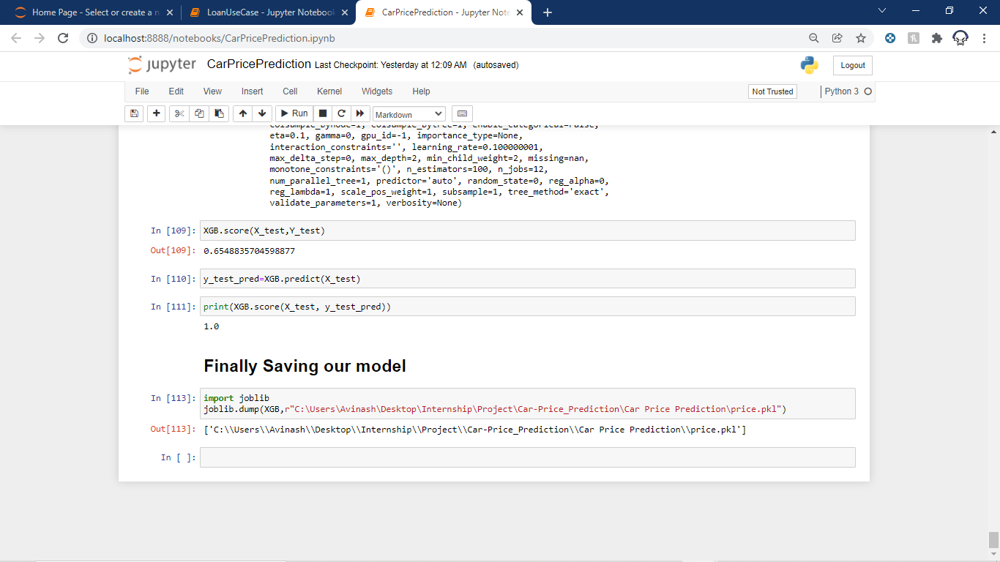 Home Page - Select or create a n
LoanUseCase - Jupyter Notebook
CarPricePrediction - Jupyter Note
localhost:8888/notebooks/CarPricePrediction.ipynb
jupyter CarPricePrediction Last Checkpoint: Yesterday at 12:09 AM (autosaved)
Logout
File Edit View Insert Cell Kernel Widgets Help
Not Trusted
Python 3
Run
Markdown
colsample_bynode=1, colsample_bytree=1, enable_categorical=False,
eta=0.1, gamma=0, gpu_id=-1, importance_type=None,
interaction_constraints='', learning_rate=0.100000001,
max_delta_step=0, max_depth=2, min_child_weight=2, missing=nan,
monotone_constraints='()', n_estimators=100, n_jobs=12,
num_parallel_tree=1, predictor='auto', random_state=0, reg_alpha=0,
reg_lambda=1, scale_pos_weight=1, subsample=1, tree_method='exact',
validate_parameters=1, verbosity=None)
In [109]: XGB.score(X_test,Y_test)
Out[109]: 0.6548835704598877
In [110]: y_test_pred=XGB.predict(X_test)
In [111]: print(XGB.score(X_test, y_test_pred))
1.0
Finally Saving our model
In [113]: import joblib
joblib.dump(XGB,r"C:\Users\Avinash\Desktop\Internship\Project\Car-Price_Prediction\Car Price Prediction\price.pkl")
Out[113]: ['C:\\Users\\Avinash\\Desktop\\Internship\\Project\\Car-Price_Prediction\\Car Price Prediction\\price.pkl']
In [ ]: